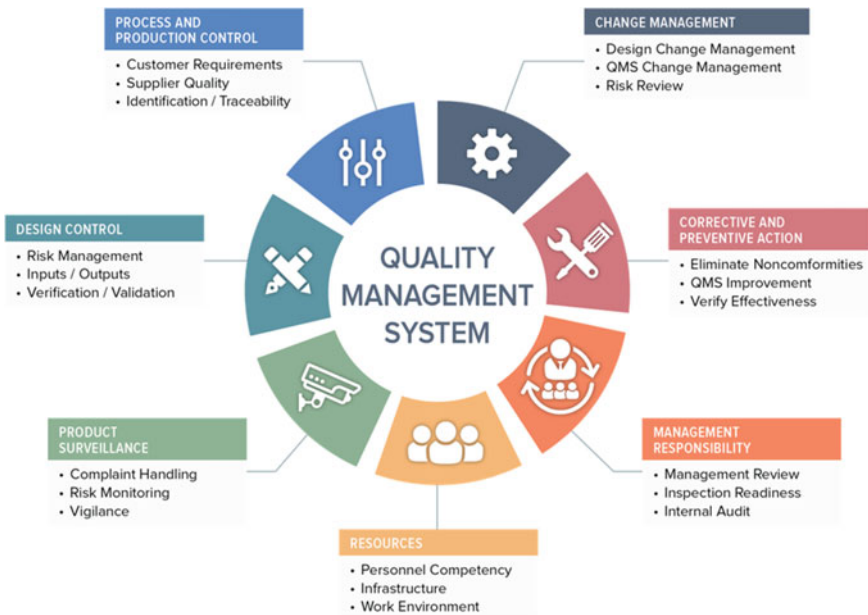 PROCESS AND
PRODUCTION CONTROL
• Customer Requirements
• Supplier Quality
• Identification / Traceability
CHANGE MANAGEMENT
• Design Change Management
• QMS Change Management
• Risk Review
DESIGN CONTROL
• Risk Management
• Inputs / Outputs
• Verification / Validation
QUALITY
MANAGEMENT
SYSTEM
CORRECTIVE AND
PREVENTIVE ACTION
• Eliminate Noncomformities
• QMS Improvement
• Verify Effectiveness
PRODUCT
SURVEILLANCE
• Complaint Handling
• Risk Monitoring
• Vigilance
MANAGEMENT
RESPONSIBILITY
• Management Review
• Inspection Readiness
• Internal Audit
RESOURCES
• Personnel Competency
• Infrastructure
• Work Environment